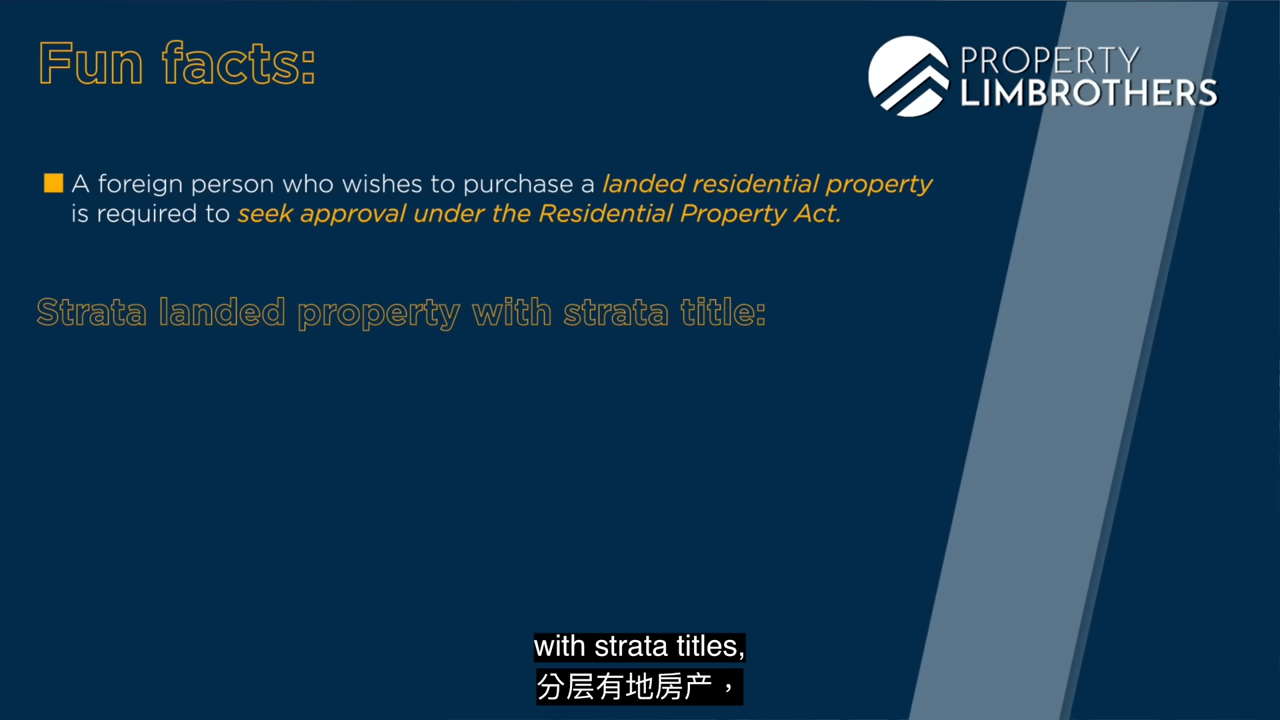 Fun facts:
PROPERTY
LIMBROTHERS
A foreign person who wishes to purchase a landed residential property
is required to seek approval under the Residential Property Act.
Strata landed property with strata title:
with strata titles,
分层有地房产，